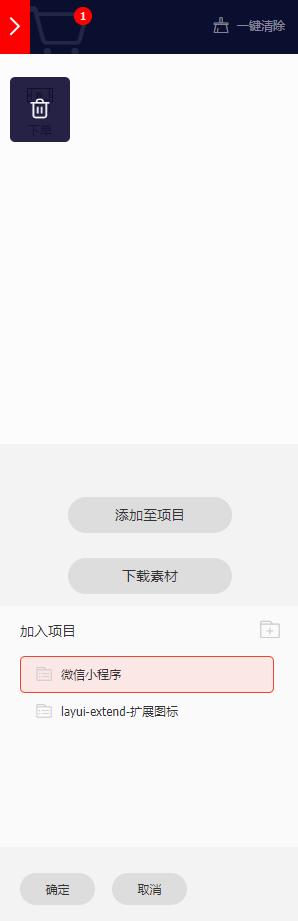 1
一键清除
下单
添加至项目
下载素材
加入项目
微信小程序
layui-extend-扩展图标
确定
取消